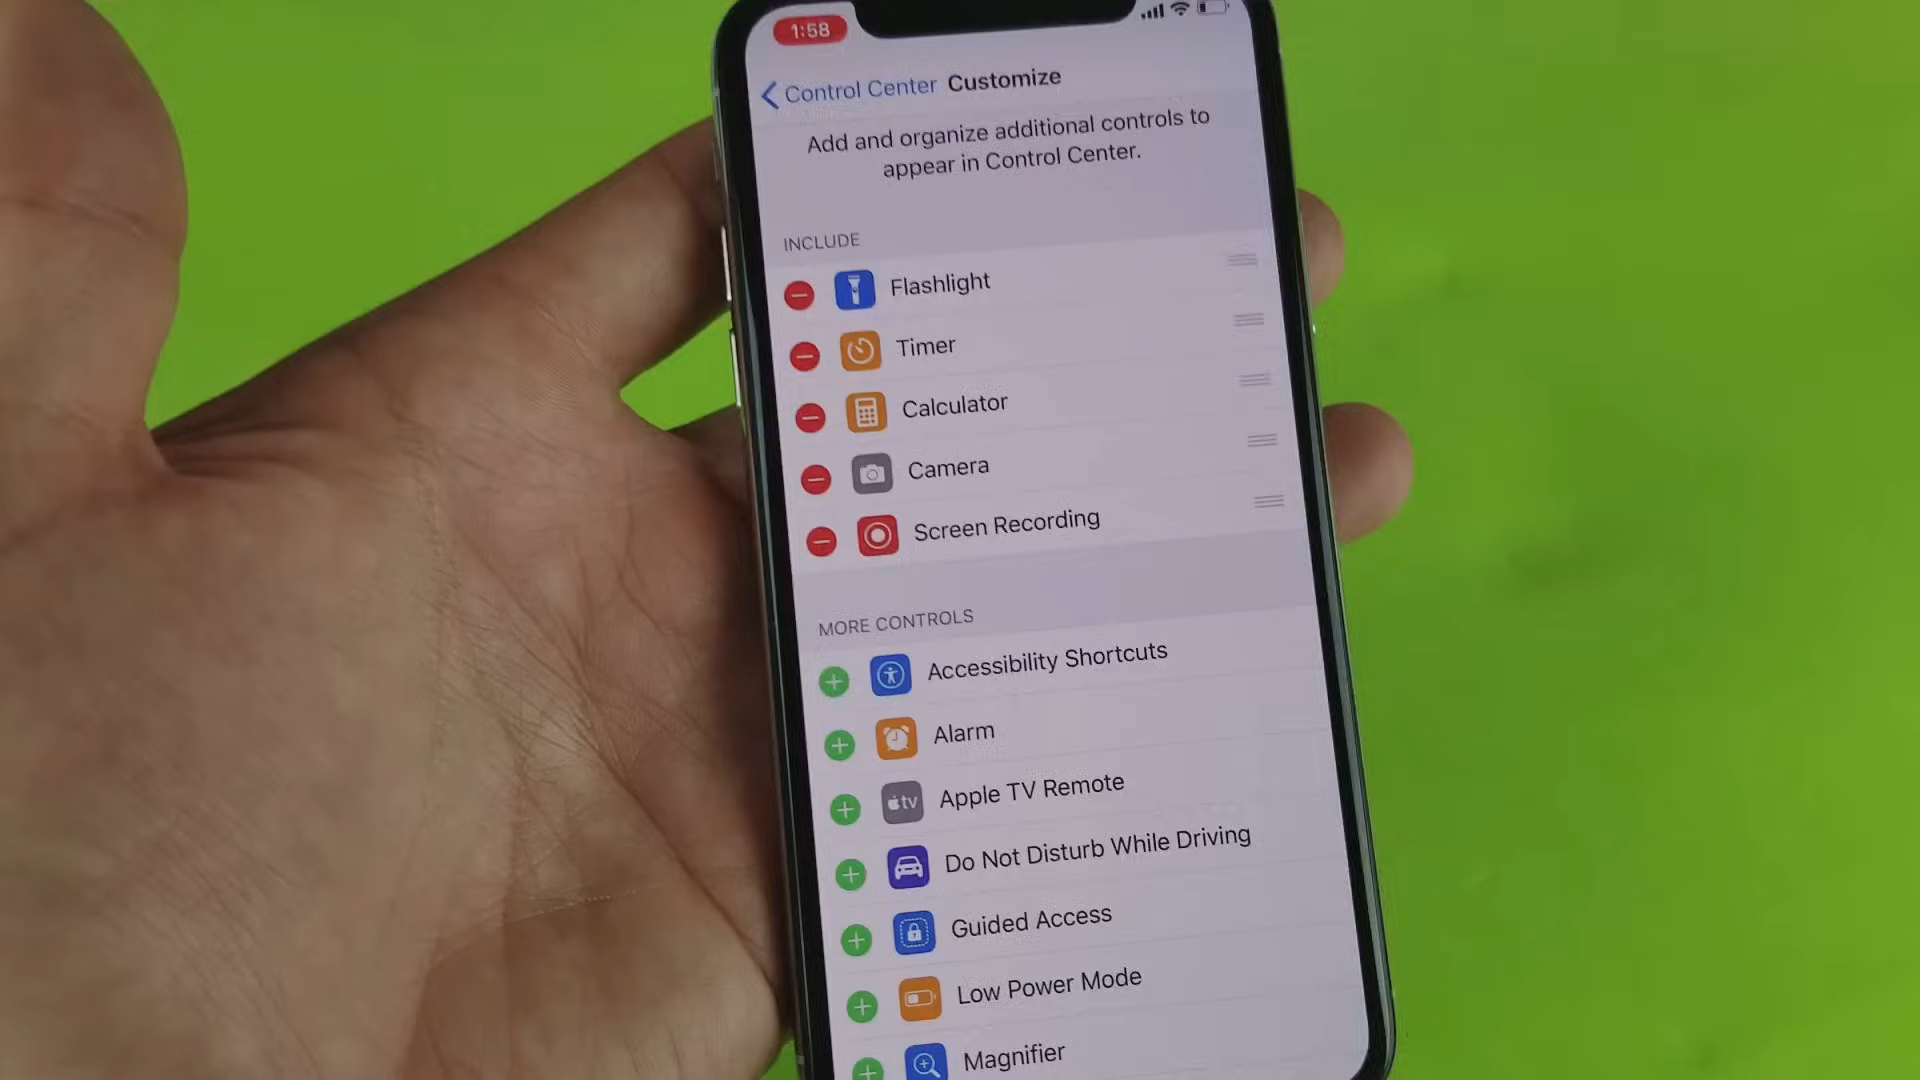 1:58
Control Center Customize
Add and organize additional controls to
appear in Control Center.
INCLUDE
Flashlight
Timer
Calculator
Camera
Screen Recording
MORE CONTROLS
Accessibility Shortcuts
Alarm
tv Apple TV Remote
Do Not Disturb While Driving
Guided Access
Low Power Mode
Magnifier